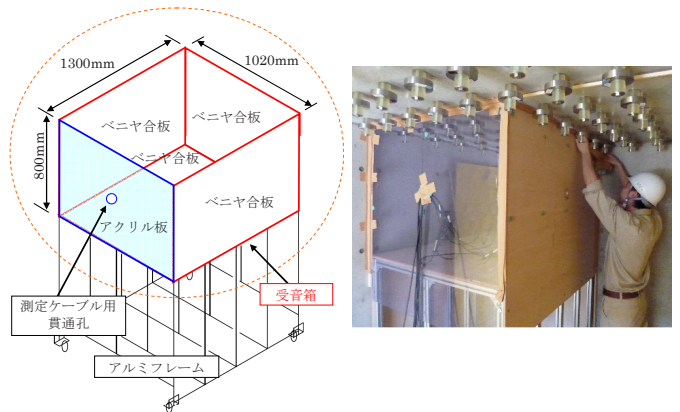 1300mm
1020mm
800mm
ベニヤ合板
ベニヤ合板
ベニヤ合板
ベニヤ合板
アクリル板
測定ケーブル用
貫通孔
受音箱
アルミフレーム